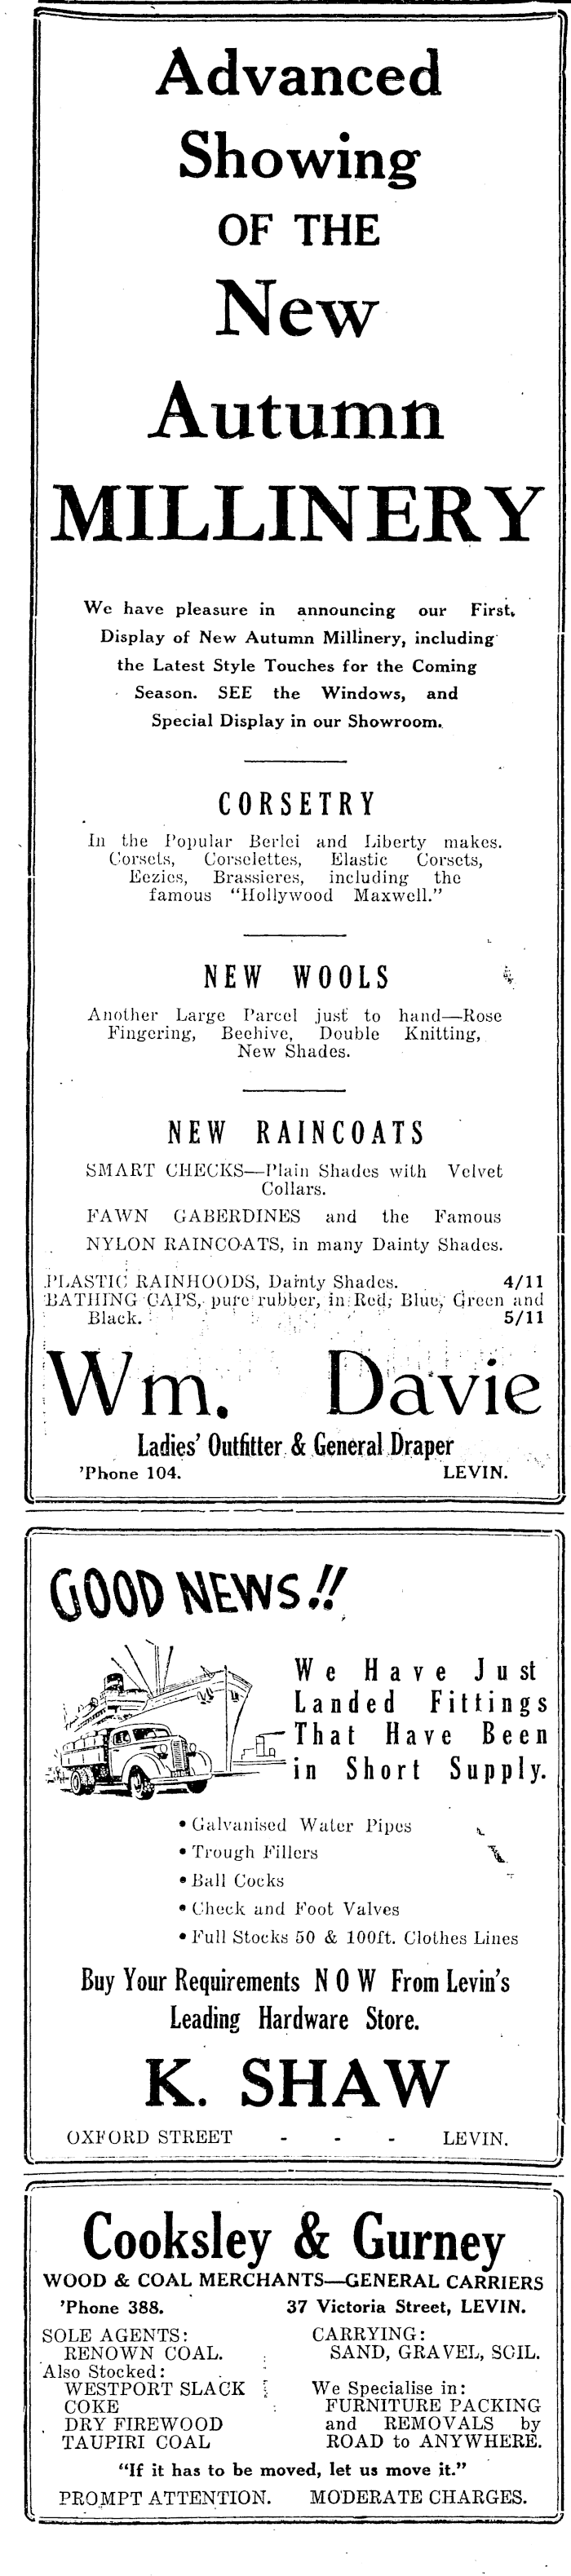 Advanced
Showing
OF THE
New
Autumn
MILLINERY
We have pleasure in announcing our First
Display of New Autumn Millinery, including
the Latest Style Touches for the Coming
Season. SEE the Windows, and
Special Display in our Showroom.
CORSETRY
In the Popular Berlei and Liberty makes.
Corsets, Corselettes, Elastic Corsets,
Eezies, Brassieres, including the
famous "Hollywood Maxwell."
NEW WOOLS
Another Large Parcel just to hand—Rose
Fingering, Beehive, Double Knitting,
New Shades.
NEW RAINCOATS
SMART CHECKS—Plain Shades with Velvet
Collars.
FAWN GABERDINES and the Famous
NYLON RAINCOATS, in many Dainty Shades.
PLASTIC RAINHOODS, Dainty Shades. 4/11
BATHING CAPS, pure rubber, in Red, Blue, Green and
Black. 5/11
Wm. Davie
Ladies' Outfitter & General Draper
'Phone 104. LEVIN.
GOOD NEWS!!
We Have Just
Landed Fittings
That Have Been
in Short Supply.
• Galvanised Water Pipes
• Trough Fillers
• Ball Cocks
• Check and Foot Valves
• Full Stocks 50 & 100ft. Clothes Lines
Buy Your Requirements NOW From Levin's
Leading Hardware Store.
K. SHAW
OXFORD STREET - - - LEVIN.
Cooksley & Gurney
WOOD & COAL MERCHANTS—GENERAL CARRIERS
'Phone 388. 37 Victoria Street, LEVIN.
SOLE AGENTS:
RENOWN COAL.
Also Stocked:
WESTPORT SLACK
COKE
DRY FIREWOOD
TAUPIRI COAL
CARRYING:
SAND, GRAVEL, SOIL.
We Specialise in:
FURNITURE PACKING
and REMOVALS by
ROAD to ANYWHERE.
"If it has to be moved, let us move it."
PROMPT ATTENTION. MODERATE CHARGES.